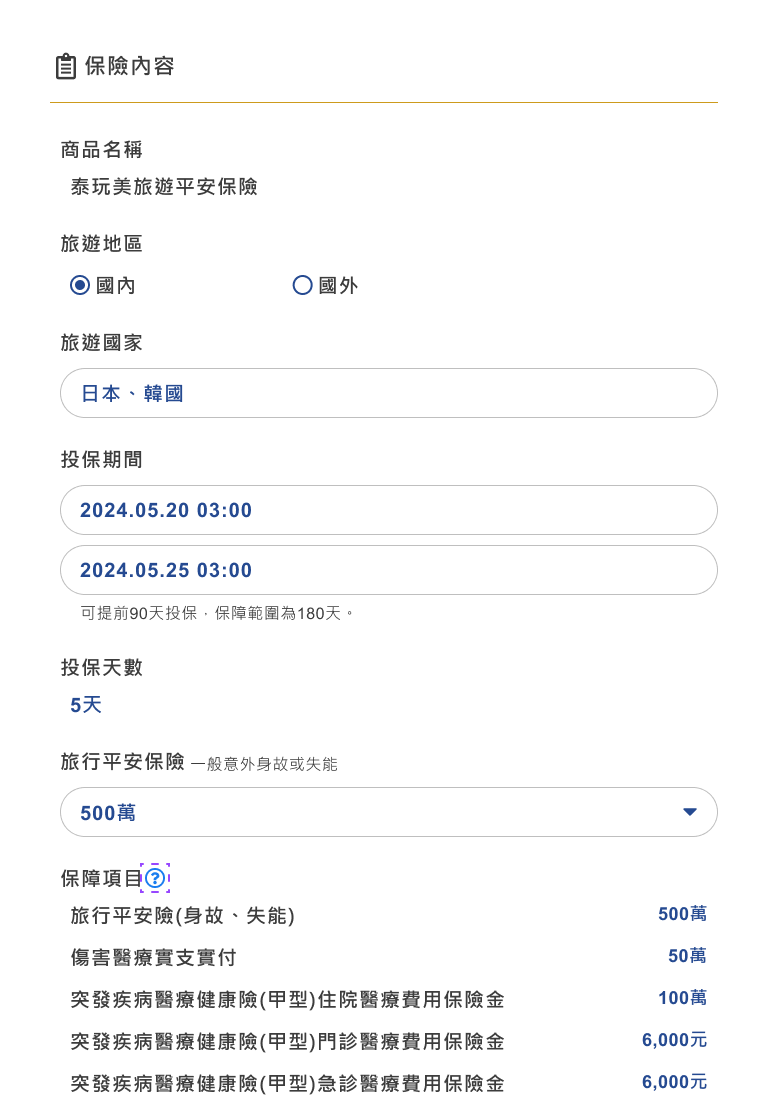 保險內容
商品名稱
泰玩美旅遊平安保險
旅遊地區
國內 國外
旅遊國家
日本、韓國
投保期間
2024.05.20 03:00
2024.05.25 03:00
可提前90天投保，保障範圍為180天。
投保天數
5天
旅行平安保險 一般意外身故或失能
500萬
保障項目?
旅行平安險(身故、失能) 500萬
傷害醫療實支實付 50萬
突發疾病醫療健康險(甲型)住院醫療費用保險金 100萬
突發疾病醫療健康險(甲型)門診醫療費用保險金 6,000元
突發疾病醫療健康險(甲型)急診醫療費用保險金 6,000元